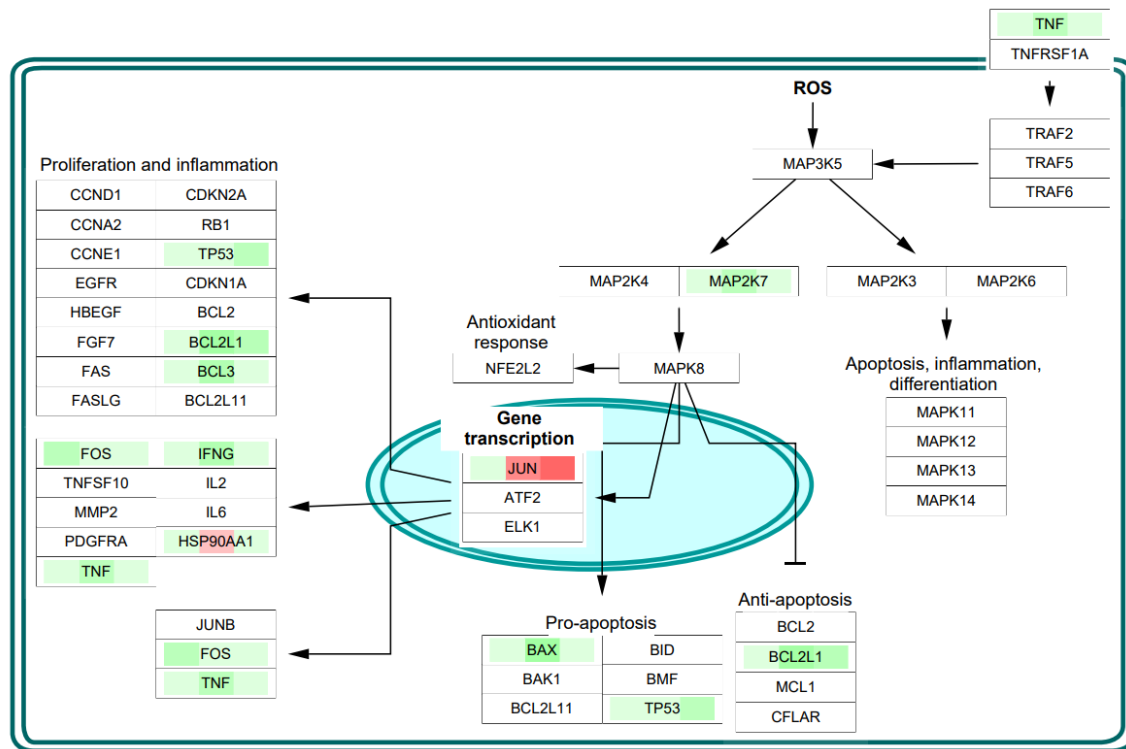 TNF
TNFRSF1A
ROS
TRAF2
MAP3K5
TRAF5
TRAF6
Proliferation and inflammation
CCND1 CDKN2A
CCNA2 RB1
CCNE1 TP53
EGFR CDKN1A
HBEGF BCL2
FGF7 BCL2L1
FAS BCL3
FASLG BCL2L11
MAP2K4 MAP2K7
MAP2K3 MAP2K6
Antioxidant
response
NFE2L2
MAPK8
Apoptosis, inflammation,
differentiation
MAPK11
MAPK12
MAPK13
MAPK14
Gene
transcription
JUN
ATF2
ELK1
FOS IFNG
TNFSF10 IL2
MMP2 IL6
PDGFRA HSP90AA1
TNF
JUNB
FOS
TNF
Pro-apoptosis
BAX BID
BAK1 BMF
BCL2L11 TP53
Anti-apoptosis
BCL2
BCL2L1
MCL1
CFLAR